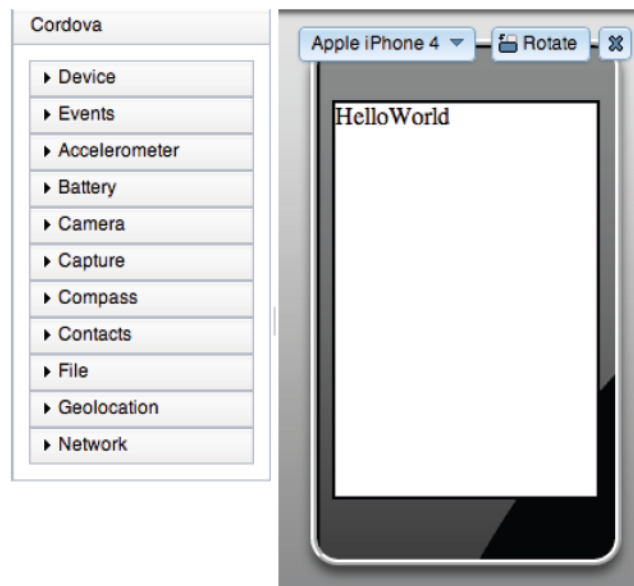 Cordova
Device
Events
Accelerometer
Battery
Camera
Capture
Compass
Contacts
File
Geolocation
Network
Apple iPhone 4
Rotate
HelloWorld